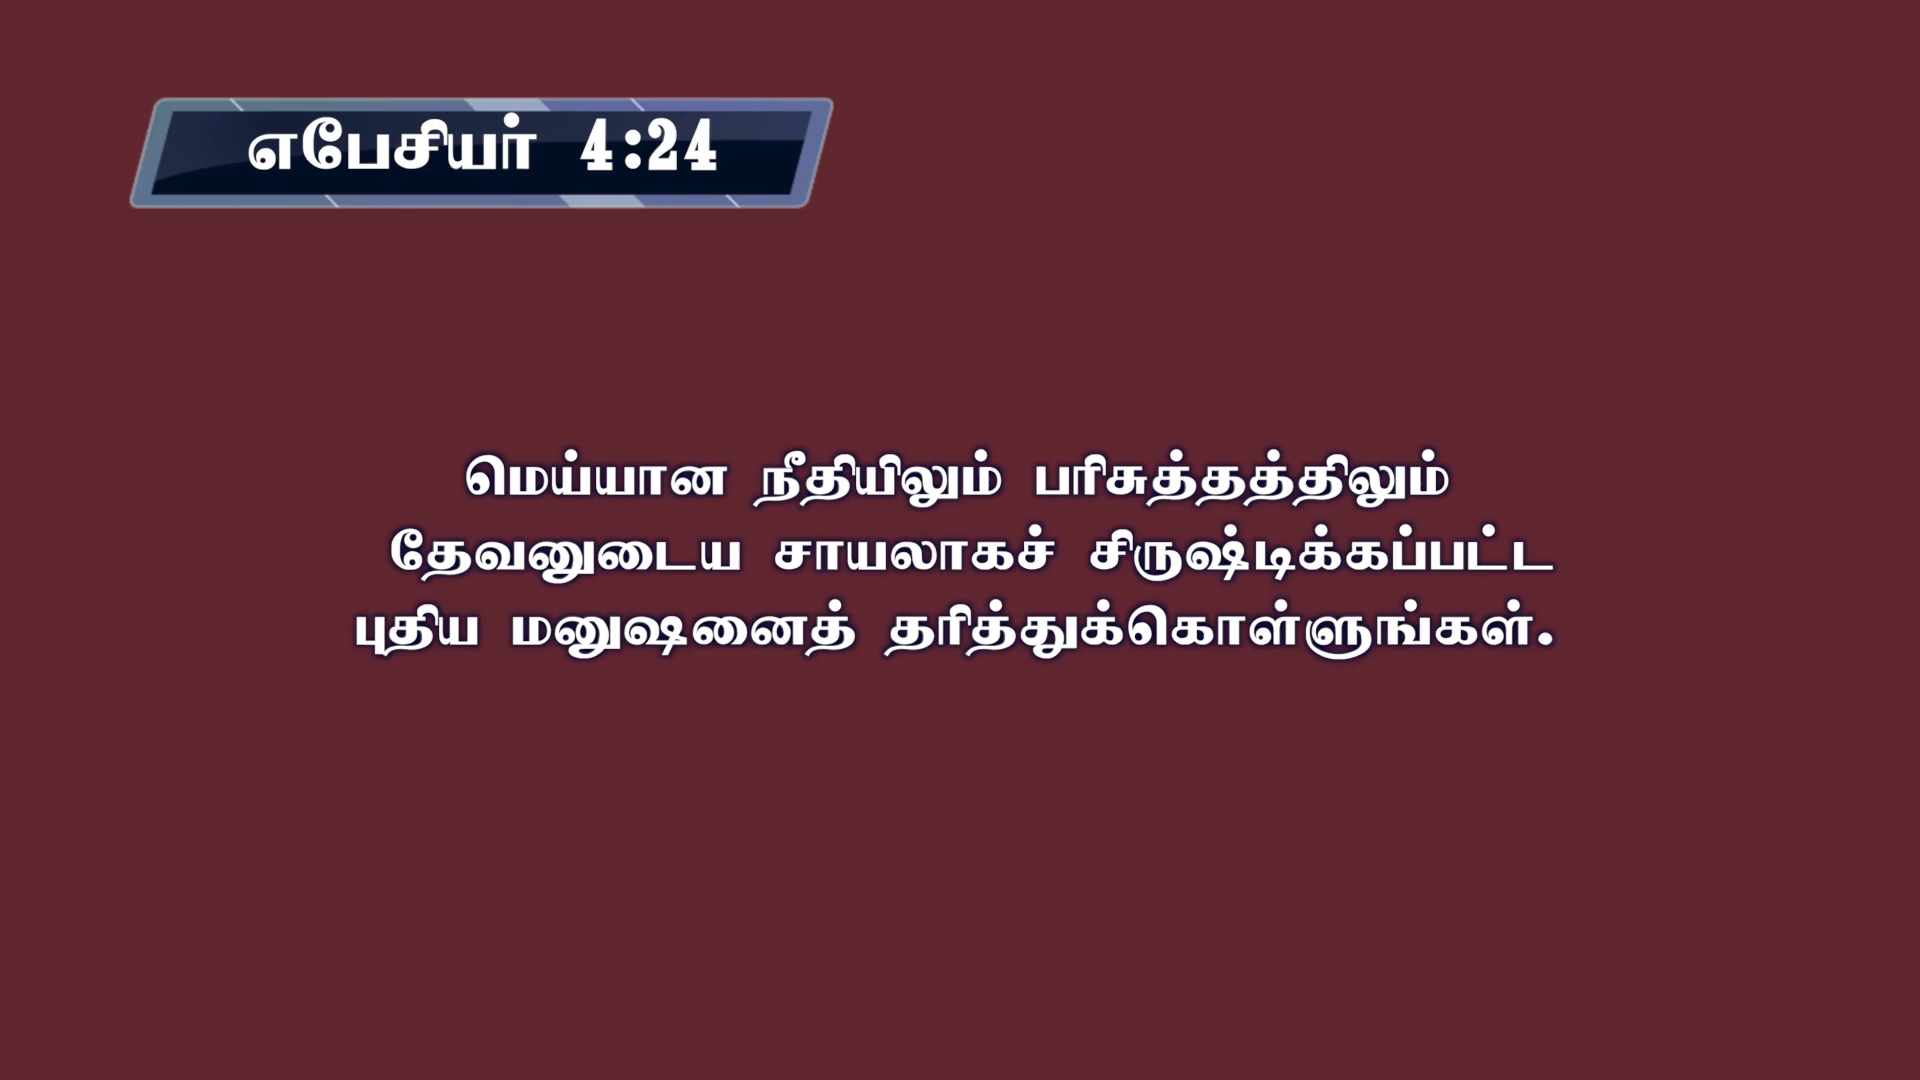 எபேசியர் 4:24
மெய்யான நீதியிலும் பரிசுத்தத்திலும்
தேவனுடைய சாயலாகச் சிருஷ்டிக்கப்பட்ட
புதிய மனுஷனைத் தரித்துக்கொள்ளுங்கள்.